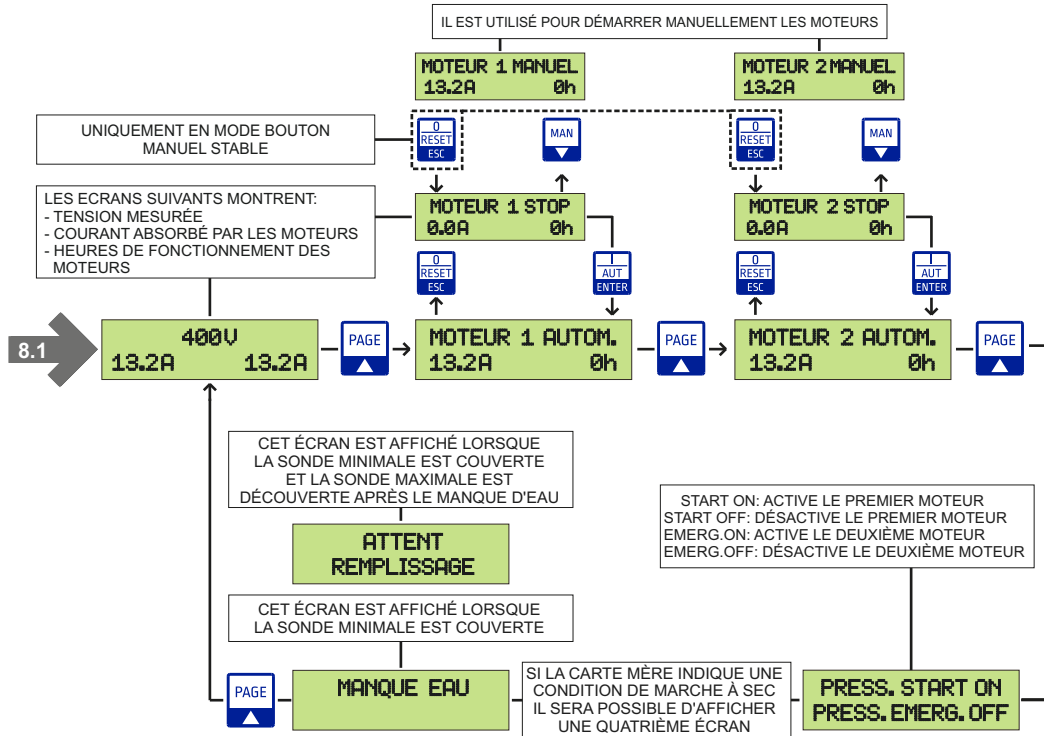 IL EST UTILISÉ POUR DÉMARRER MANUELLEMENT LES MOTEURS
MOTEUR 1 MANUEL
13.2A 0h
MOTEUR 2 MANUEL
13.2A 0h
UNIQUEMENT EN MODE BOUTON
MANUEL STABLE
0
RESET
ESC
MAN
0
RESET
ESC
MAN
LES ECRANS SUIVANTS MONTRENT:
- TENSION MESURÉE
- COURANT ABSORBÉ PAR LES MOTEURS
- HEURES DE FONCTIONNEMENT DES
MOTEURS
MOTEUR 1 STOP
0.0A 0h
MOTEUR 2 STOP
0.0A 0h
0
RESET
ESC
I
AUT
ENTER
0
RESET
ESC
I
AUT
ENTER
8.1
400V
13.2A 13.2A
PAGE
MOTEUR 1 AUTOM.
13.2A 0h
PAGE
MOTEUR 2 AUTOM.
13.2A 0h
PAGE
CET ÉCRAN EST AFFICHÉ LORSQUE
LA SONDE MINIMALE EST COUVERTE
ET LA SONDE MAXIMALE EST
DÉCOUVERTE APRÈS LE MANQUE D'EAU
ATTENT
REMPLISSAGE
START ON: ACTIVE LE PREMIER MOTEUR
START OFF: DÉSACTIVE LE PREMIER MOTEUR
EMERG.ON: ACTIVE LE DEUXIÈME MOTEUR
EMERG.OFF: DÉSACTIVE LE DEUXIÈME MOTEUR
CET ÉCRAN EST AFFICHÉ LORSQUE
LA SONDE MINIMALE EST COUVERTE
PAGE
MANQUE EAU
SI LA CARTE MÈRE INDIQUE UNE
CONDITION DE MARCHE À SEC
IL SERA POSSIBLE D'AFFICHER
UNE QUATRIÈME ÉCRAN
PRESS. START ON
PRESS. EMERG. OFF